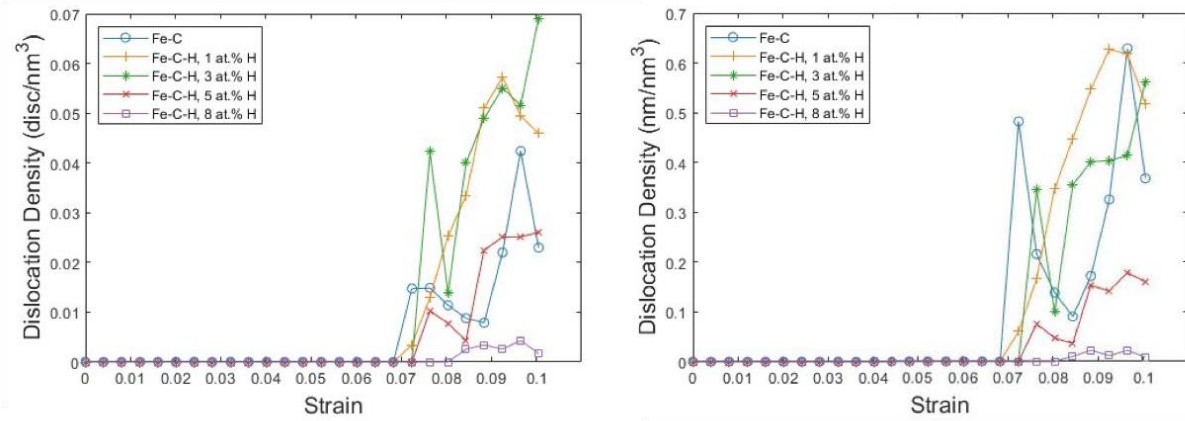 Dislocation Density (disc/nm³)
0.07
0.06
0.05
0.04
0.03
0.02
0.01
0
Fe-C
Fe-C-H, 1 at.% H
Fe-C-H, 3 at.% H
Fe-C-H, 5 at.% H
Fe-C-H, 8 at.% H
0 0.01 0.02 0.03 0.04 0.05 0.06 0.07 0.08 0.09 0.1
Strain
Dislocation Density (nm/nm³)
0.7
0.6
0.5
0.4
0.3
0.2
0.1
0
Fe-C
Fe-C-H, 1 at.% H
Fe-C-H, 3 at.% H
Fe-C-H, 5 at.% H
Fe-C-H, 8 at.% H
0 0.01 0.02 0.03 0.04 0.05 0.06 0.07 0.08 0.09 0.1
Strain